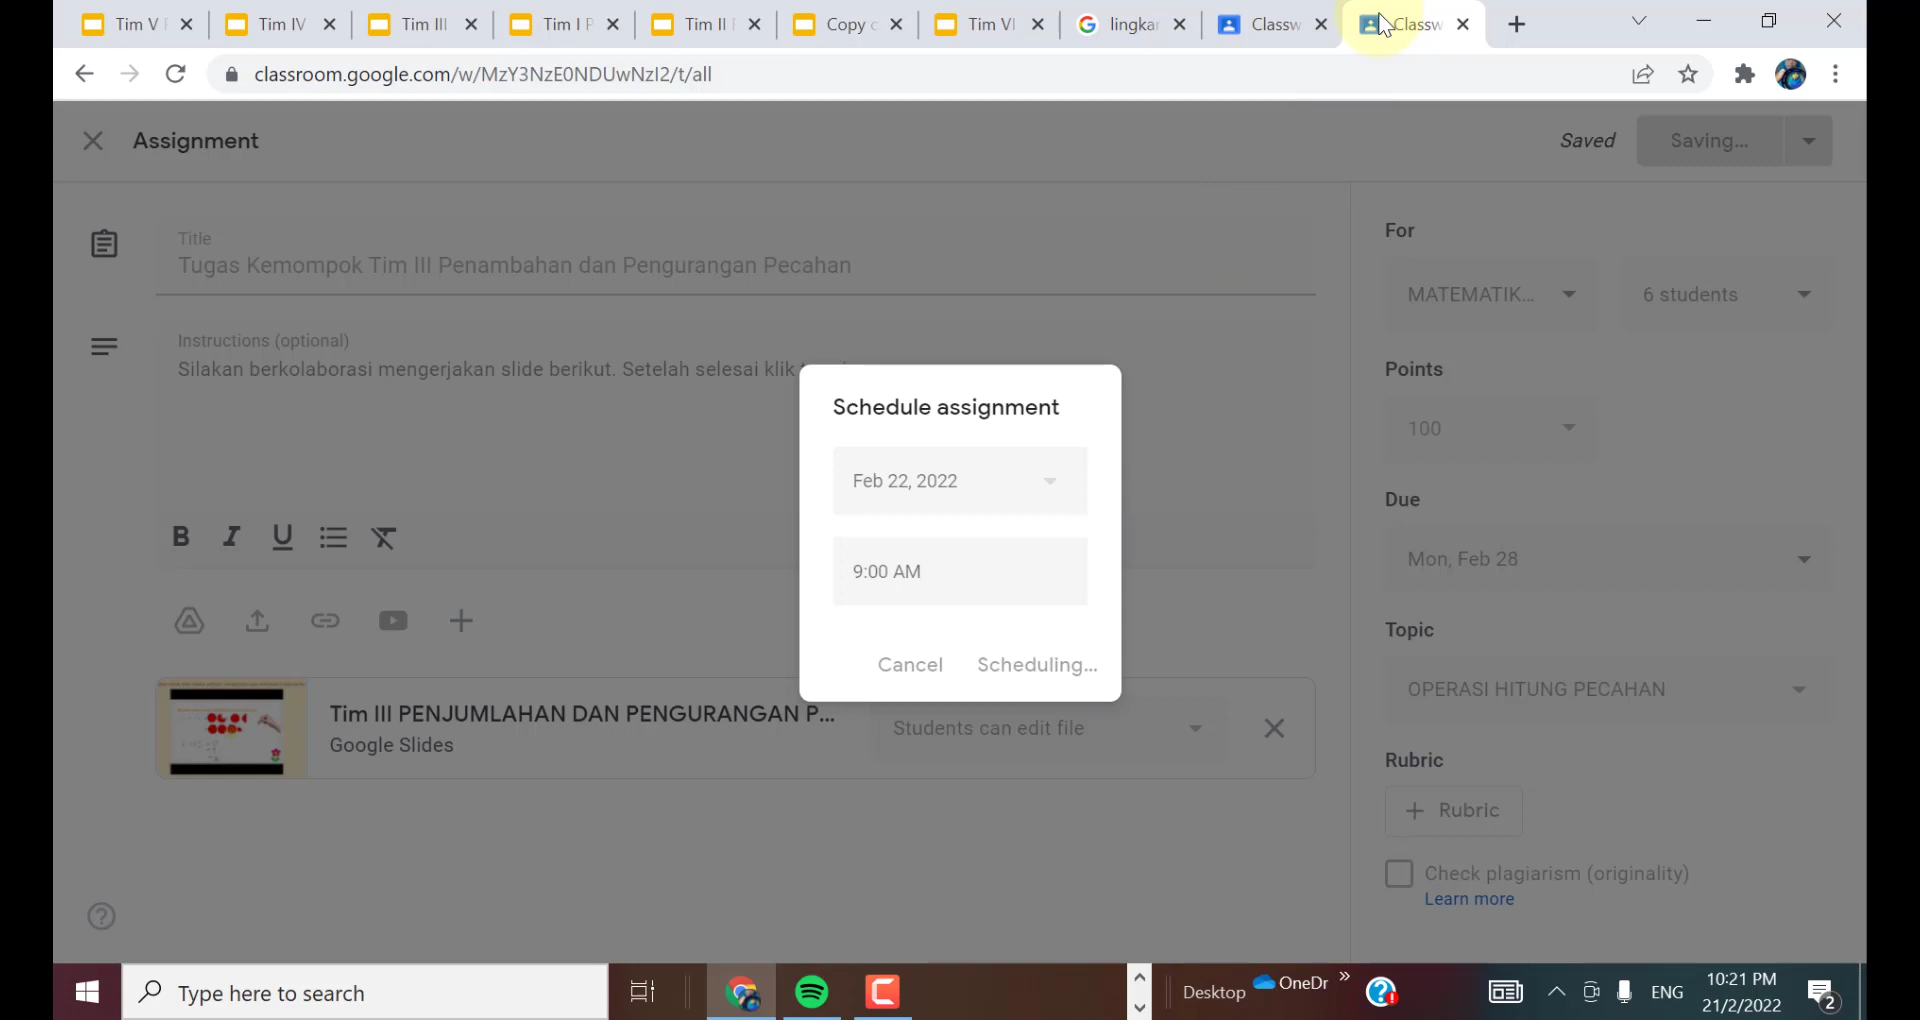 Tim V
Tim IV
Tim III
Tim I P
Tim II
Copy
Tim VI
lingkar
Classw
Classw
classroom.google.com/w/MzY3NzE0NDUwNzI2/t/all
Assignment
Saved
Saving...
Title
Tugas Kemompok Tim III Penambahan dan Pengurangan Pecahan
Instructions (optional)
Silakan berkolaborasi mengerjakan slide berikut. Setelah selesai klik
B I U
Tim III PENJUMLAHAN DAN PENGURANGAN P...
Google Slides
Students can edit file
Schedule assignment
Feb 22, 2022
9:00 AM
Cancel
Scheduling...
For
MATEMATIK...
6 students
Points
100
Due
Mon, Feb 28
Topic
OPERASI HITUNG PECAHAN
Rubric
Rubric
Check plagiarism (originality)
Learn more
Type here to search
Desktop
OneDr
ENG
10:21 PM
21/2/2022
2